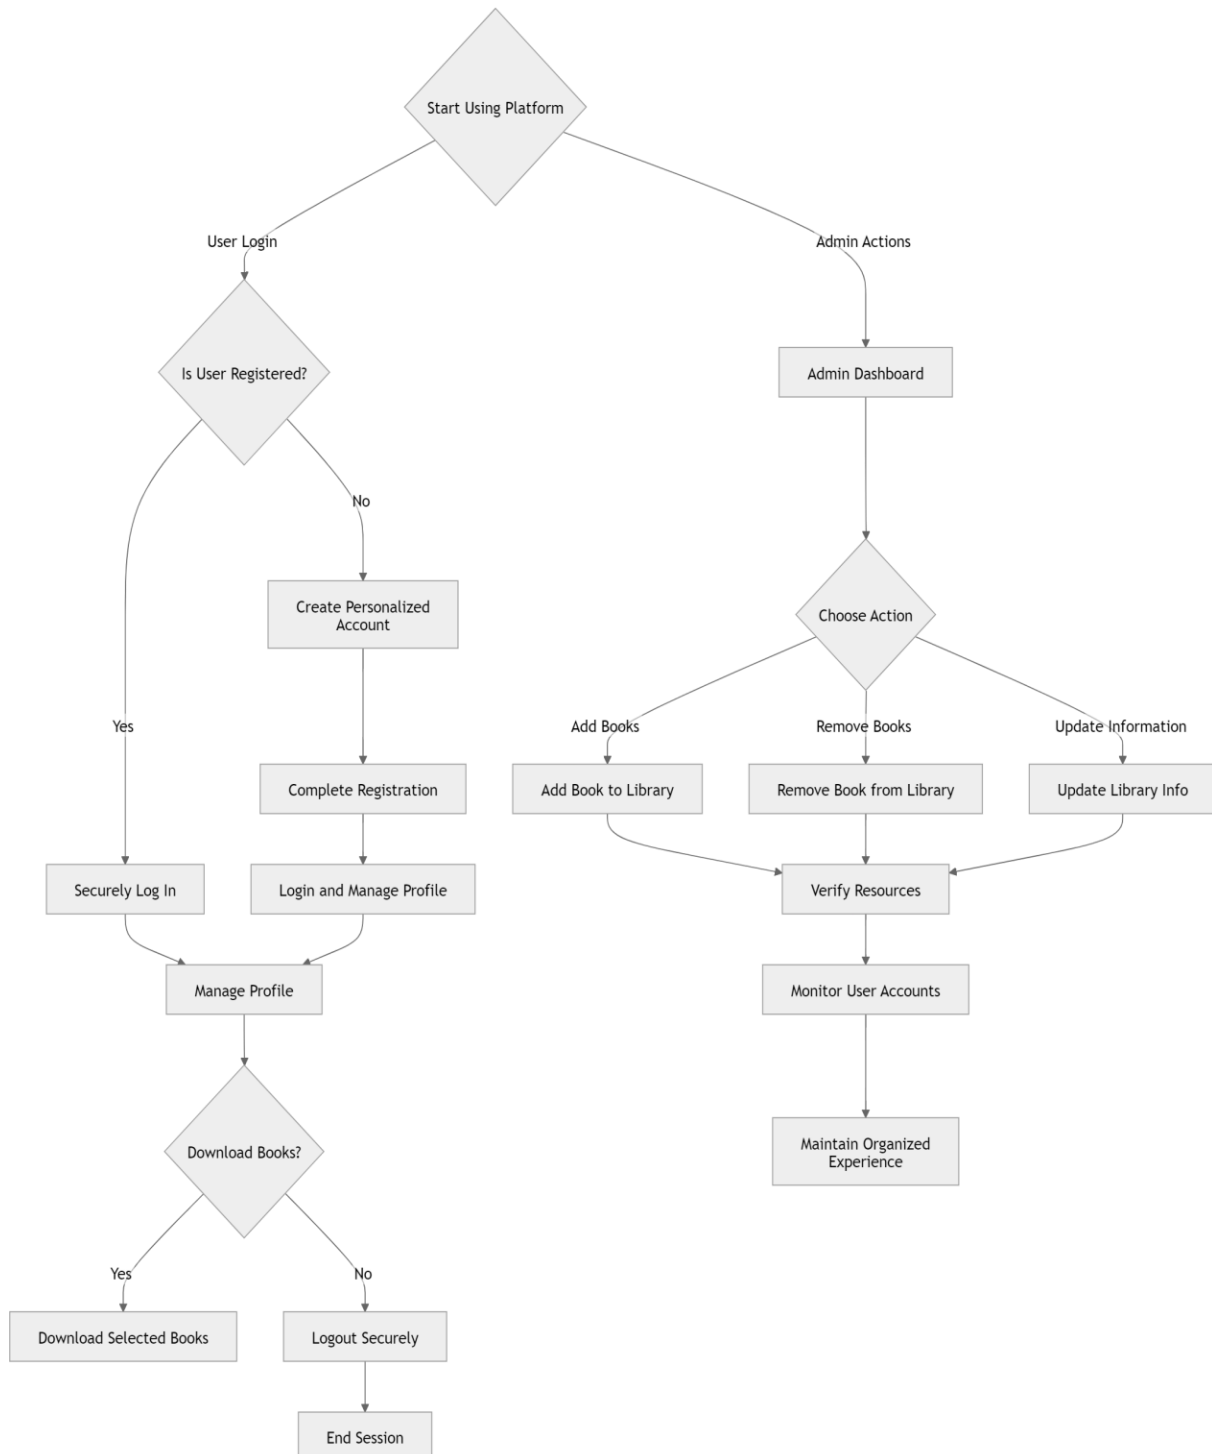 Start Using Platform
User Login
Admin Actions
Is User Registered?
Admin Dashboard
No
Create Personalized
Account
Choose Action
Yes
Add Books
Remove Books
Update Information
Complete Registration
Add Book to Library
Remove Book from Library
Update Library Info
Securely Log In
Login and Manage Profile
Verify Resources
Manage Profile
Monitor User Accounts
Download Books?
Maintain Organized
Experience
Yes
No
Download Selected Books
Logout Securely
End Session